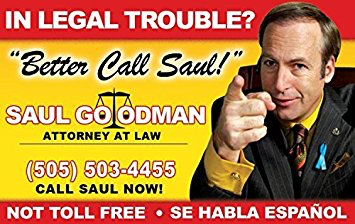 IN LEGAL TROUBLE?
"Better Call Saul!"
SAUL GOODMAN
ATTORNEY AT LAW
(505) 503-4455
CALL SAUL NOW!
NOT TOLL FREE • SE HABLA ESPAÑOL